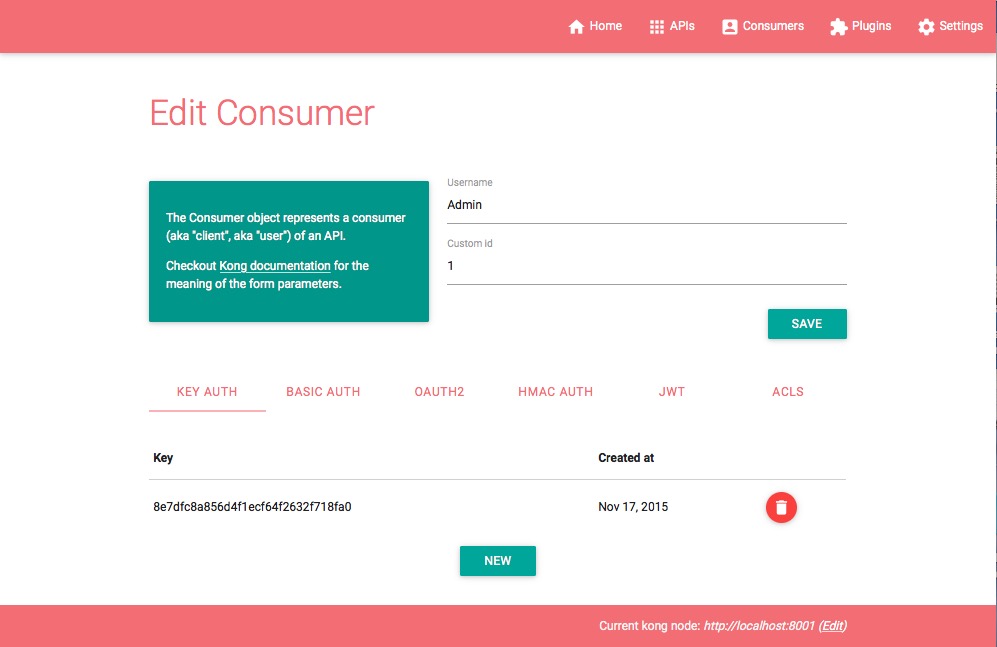 Home APIs Consumers Plugins Settings
Edit Consumer
The Consumer object represents a consumer
(aka "client", aka "user") of an API.
Checkout Kong documentation for the
meaning of the form parameters.
Username
Admin
Custom id
1
SAVE
KEY AUTH BASIC AUTH OAUTH2 HMAC AUTH JWT ACLS
Key Created at
8e7dfc8a856d4f1ecf64f2632f718fa0 Nov 17, 2015
NEW
Current kong node: http://localhost:8001 (Edit)